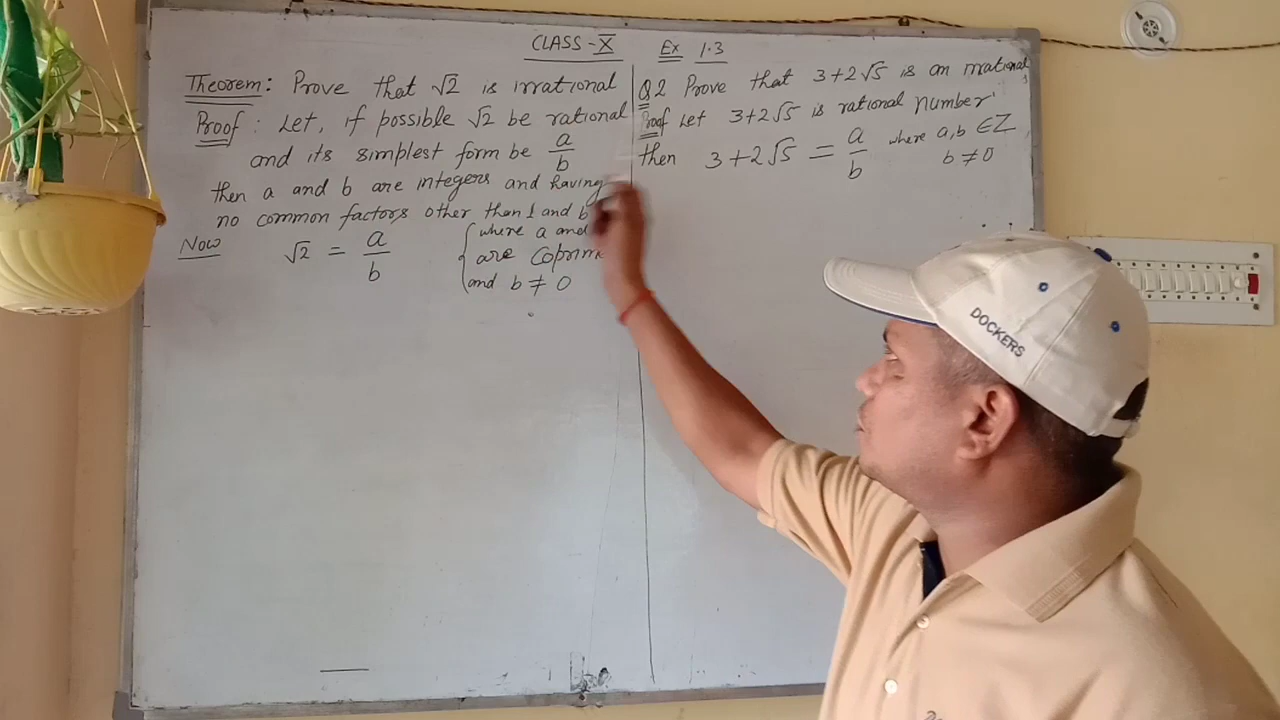 CLASS-X
Ex 1.3
Theorem: Prove that √2 is irrational
Proof: Let, if possible √2 be rational
and its simplest form be a/b
then a and b are integers and having
no common factors other than 1 and b
Now √2 = a/b
{where a and
are Coprim
and b ≠ 0
Q2 Prove that 3+2√5 is an irrational
Proof Let 3+2√5 is rational number
then 3+2√5 = a/b where a,b ∈ Z
b ≠ 0
DOCKERS